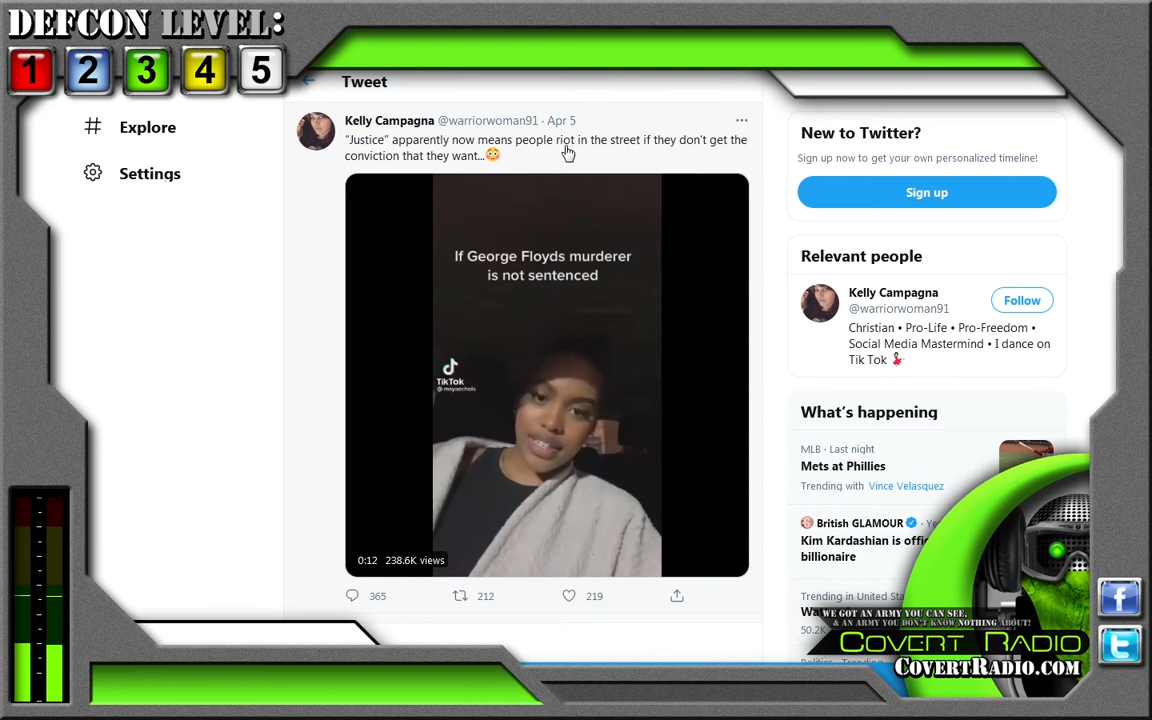 DEFCON LEVEL:
1 2 3 4 5
Tweet
Explore
Settings
Kelly Campagna @warriorwoman91 · Apr 5
“Justice” apparently now means people riot in the street if they don’t get the
conviction that they want...😳
If George Floyds murderer
is not sentenced
TikTok
0:12 238.6K views
365 212 219
New to Twitter?
Sign up now to get your own personalized timeline!
Sign up
Relevant people
Kelly Campagna
@warriorwoman91
Follow
Christian • Pro-Life • Pro-Freedom •
Social Media Mastermind • I dance on
Tik Tok 💃
What’s happening
MLB · Last night
Mets at Phillies
Trending with Vince Velasquez
British GLAMOUR · Ye
Kim Kardashian is offi
billionaire
Trending in United Sta
50.2K
WE GOT AN ARMY YOU CAN SEE,
& AN ARMY YOU DON'T KNOW NOTHING ABOUT!
COVERT RADIO
COVERTRADIO.COM